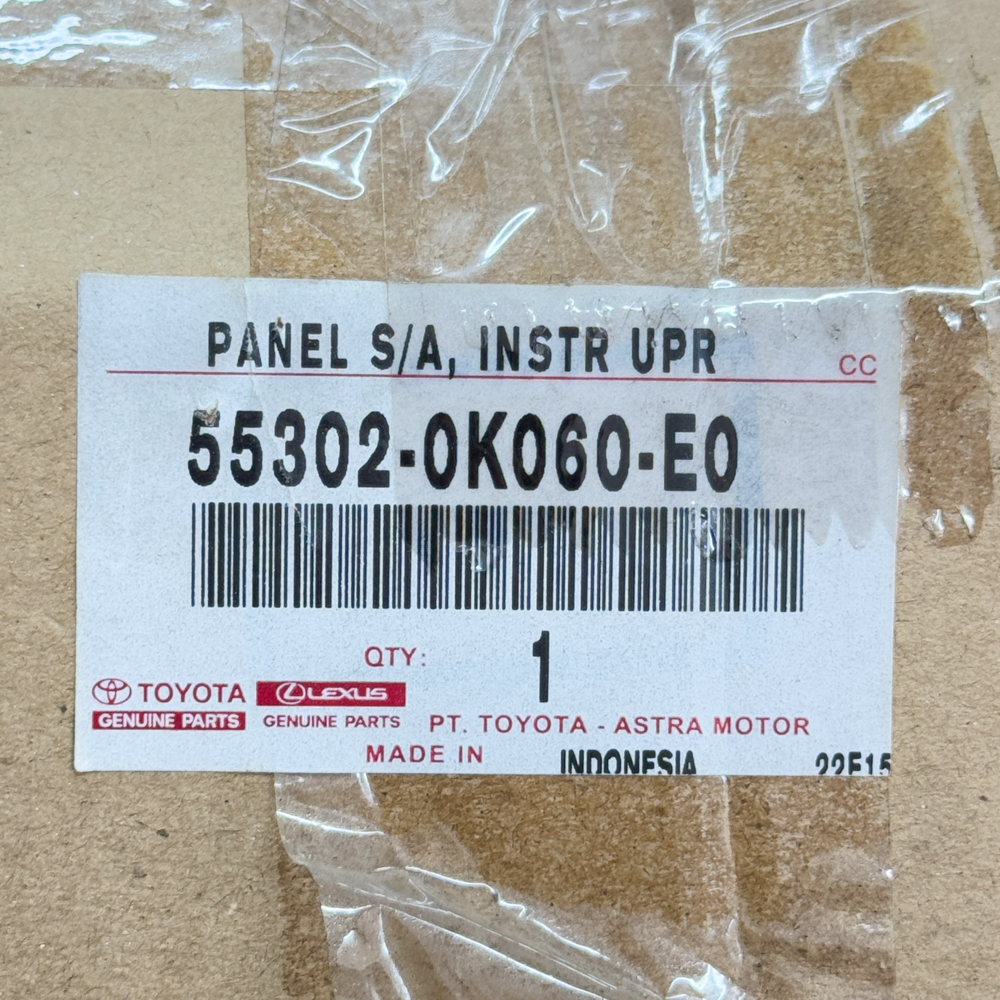 PANEL S/A, INSTR UPR
CC
55302-0K060-E0
QTY: 1
TOYOTA LEXUS
GENUINE PARTS GENUINE PARTS PT. TOYOTA - ASTRA MOTOR
MADE IN INDONESIA 22F15